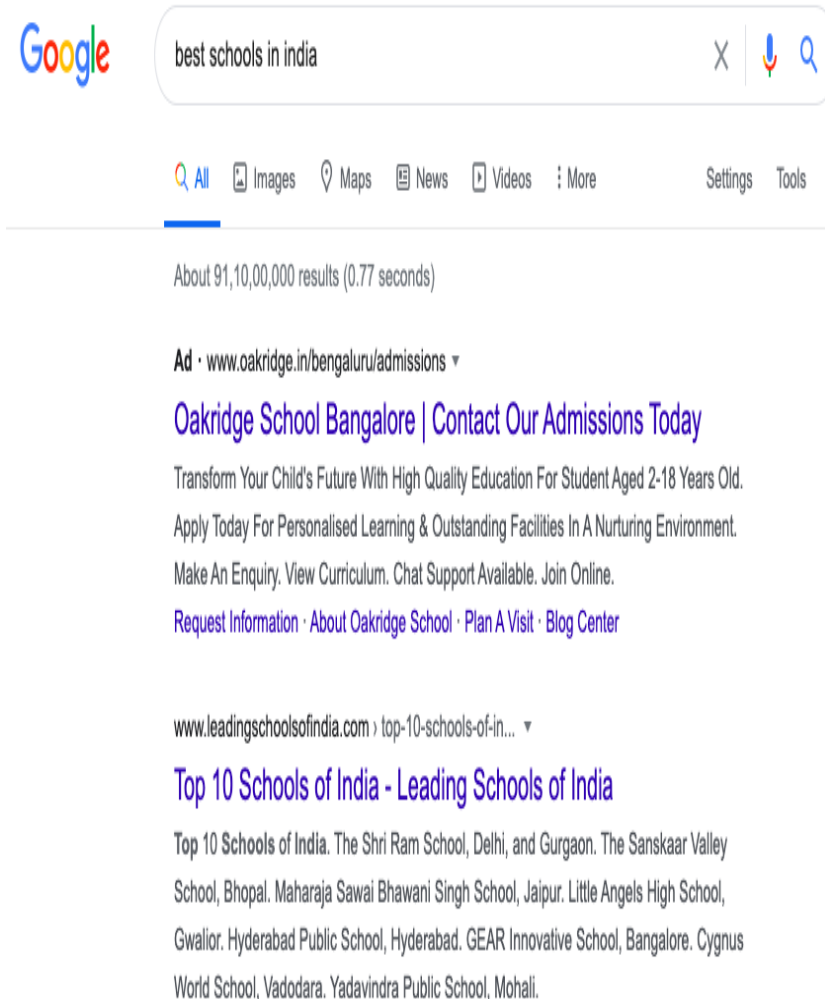 Google
best schools in india
All Images Maps News Videos More Settings Tools
About 91,10,00,000 results (0.77 seconds)
Ad · www.oakridge.in/bengaluru/admissions
Oakridge School Bangalore | Contact Our Admissions Today
Transform Your Child's Future With High Quality Education For Student Aged 2-18 Years Old.
Apply Today For Personalised Learning & Outstanding Facilities In A Nurturing Environment.
Make An Enquiry. View Curriculum. Chat Support Available. Join Online.
Request Information · About Oakridge School · Plan A Visit · Blog Center
www.leadingschoolsofindia.com › top-10-schools-of-in...
Top 10 Schools of India - Leading Schools of India
Top 10 Schools of India. The Shri Ram School, Delhi, and Gurgaon. The Sanskaar Valley
School, Bhopal. Maharaja Sawai Bhawani Singh School, Jaipur. Little Angels High School,
Gwalior. Hyderabad Public School, Hyderabad. GEAR Innovative School, Bangalore. Cygnus
World School, Vadodara. Yadavindra Public School, Mohali.